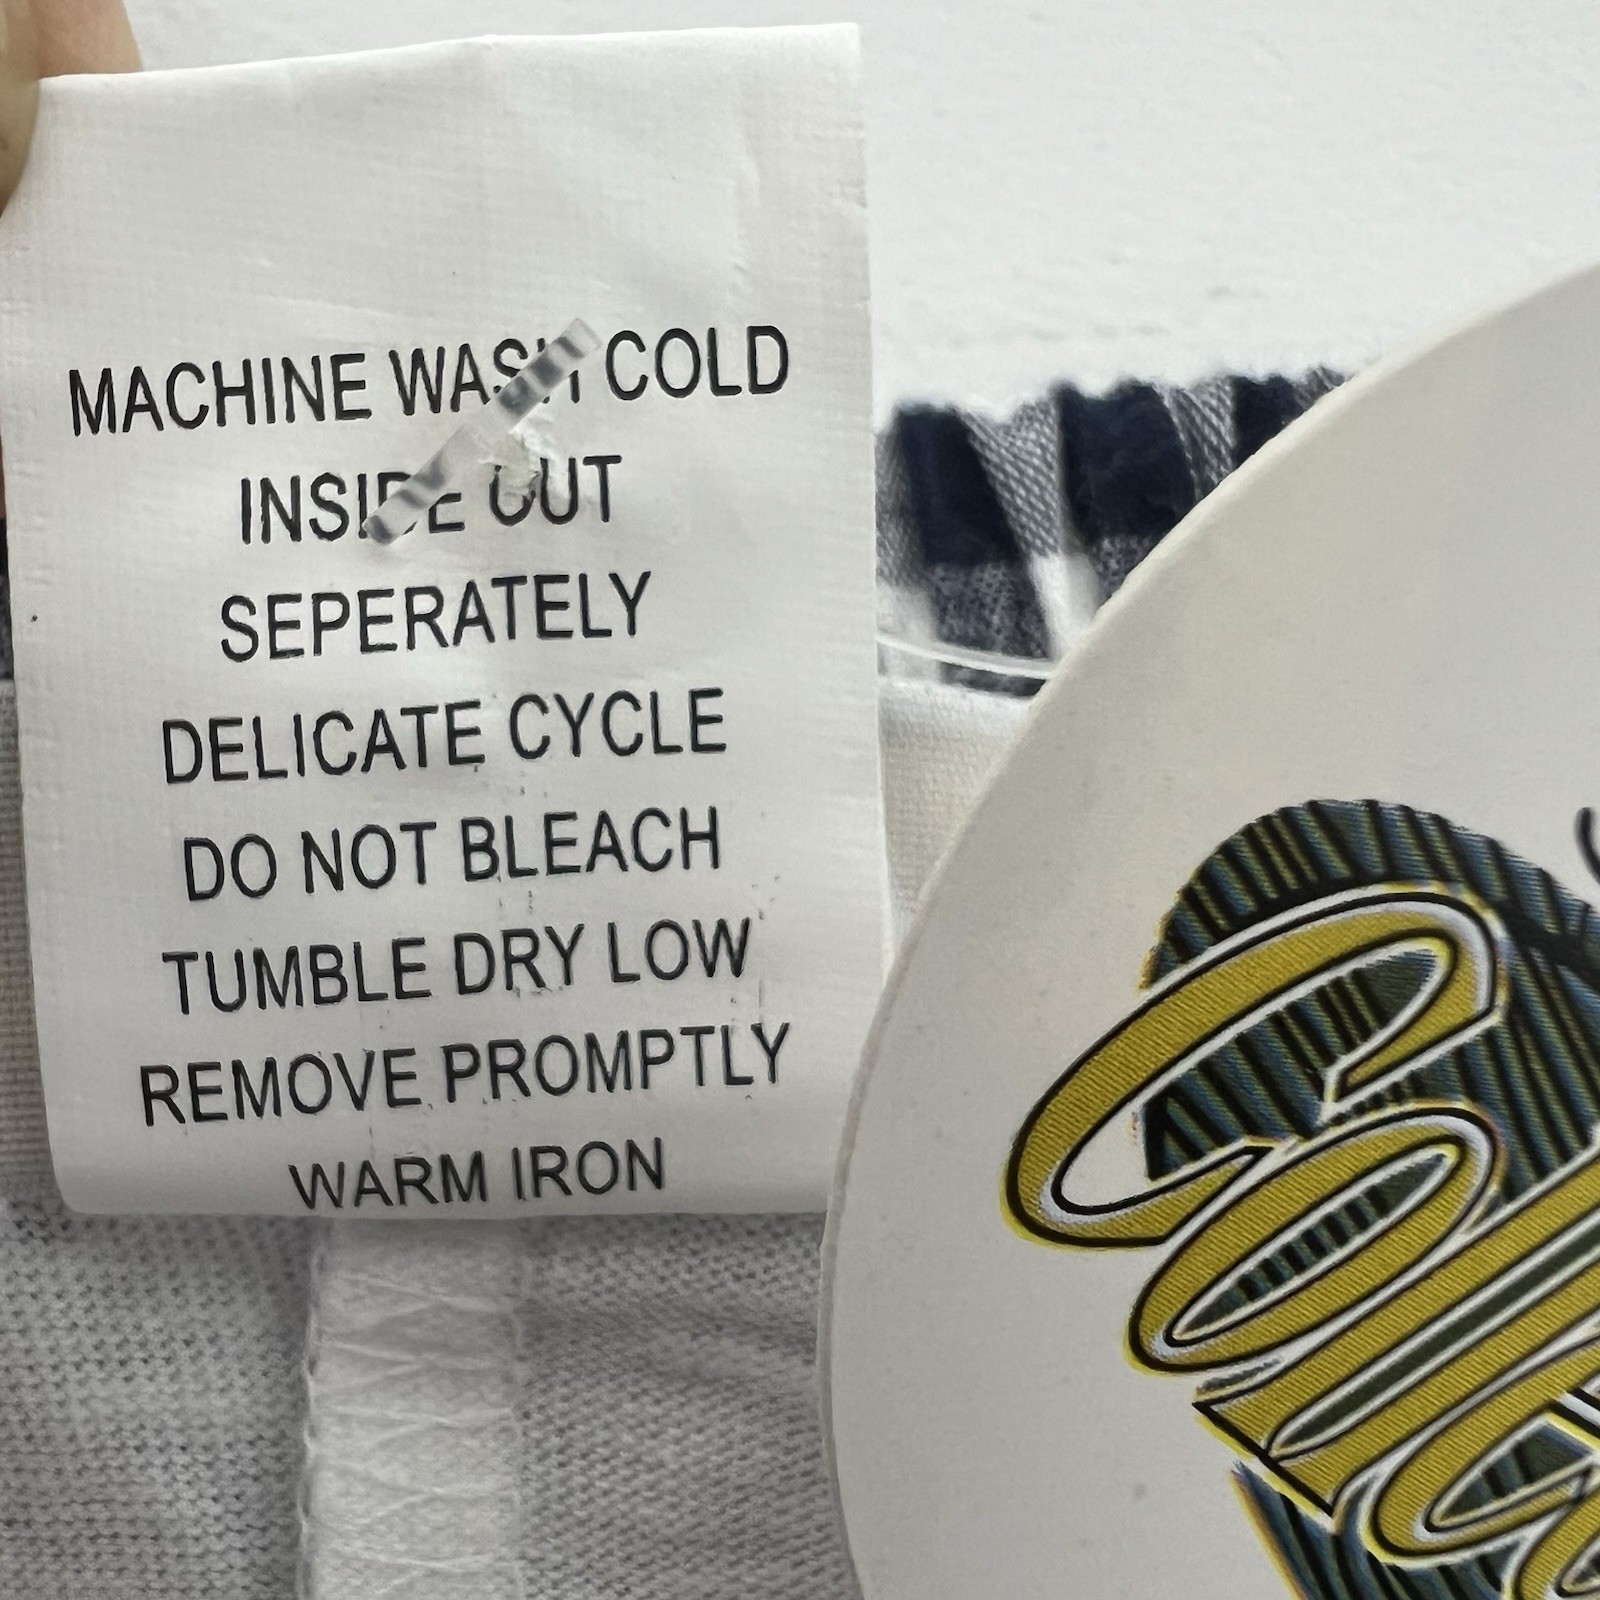 MACHINE WASH COLD
INSIDE OUT
SEPERATELY
DELICATE CYCLE
DO NOT BLEACH
TUMBLE DRY LOW
REMOVE PROMPTLY
WARM IRON